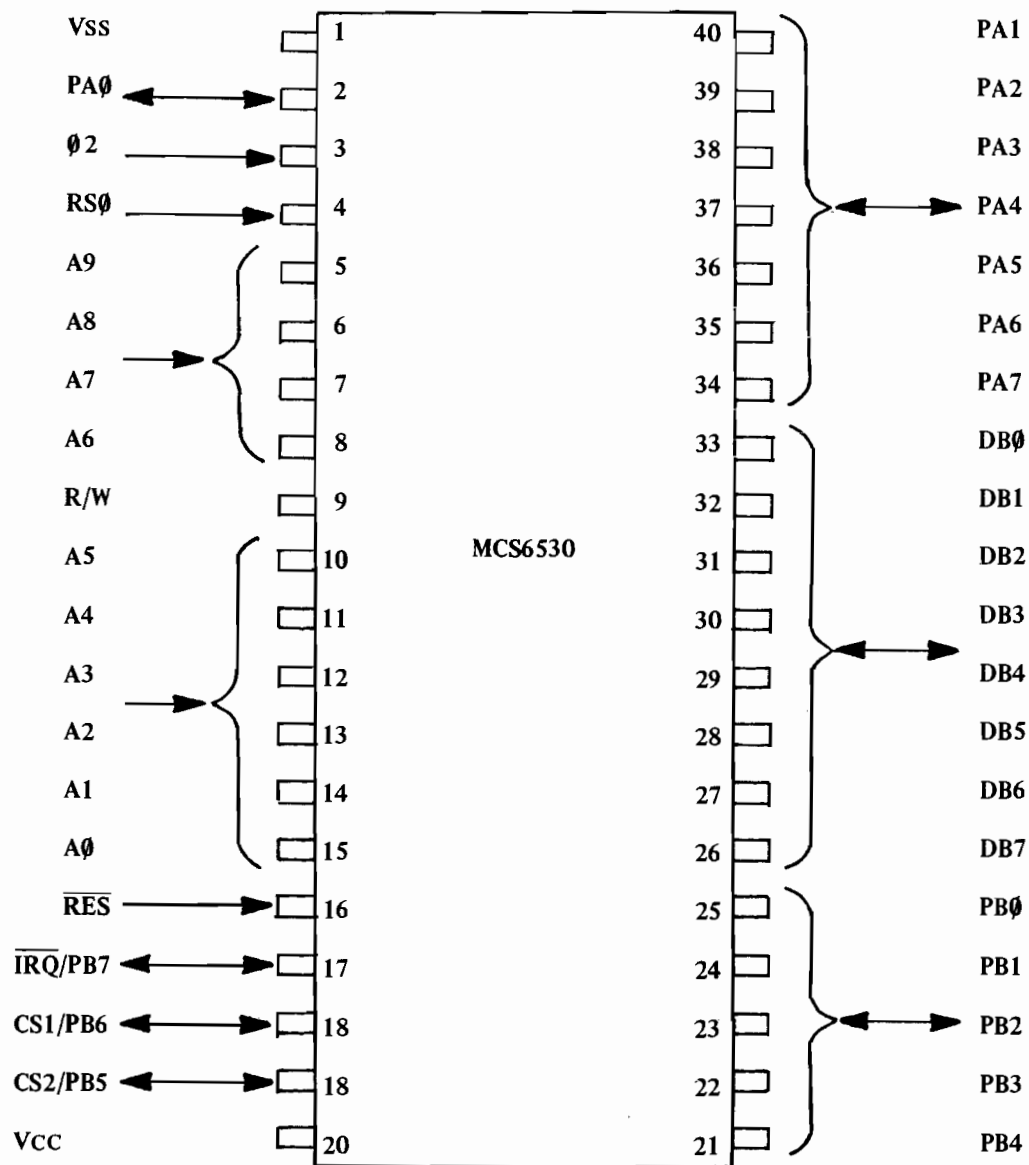 VSS 1 40 PA1
PAØ 2 39 PA2
Ø2 3 38 PA3
RSØ 4 37 PA4
A9 5 36 PA5
A8 6 35 PA6
A7 7 34 PA7
A6 8 33 DBØ
R/W 9 32 DB1
A5 10 31 DB2
MCS6530
A4 11 30 DB3
A3 12 29 DB4
A2 13 28 DB5
A1 14 27 DB6
AØ 15 26 DB7
R̅E̅S̅ 16 25 PBØ
I̅R̅Q̅/PB7 17 24 PB1
CS1/PB6 18 23 PB2
CS2/PB5 18 22 PB3
VCC 20 21 PB4